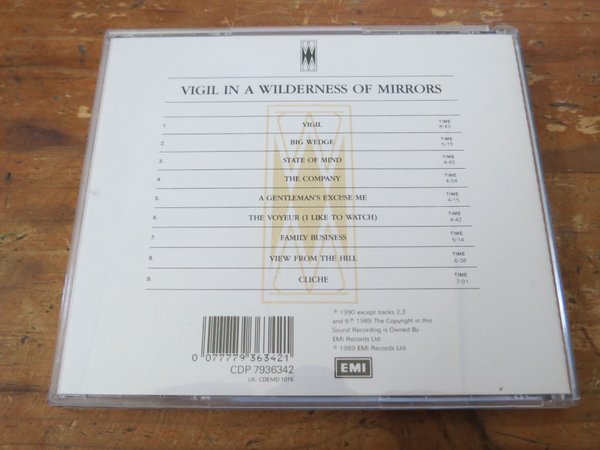 VIGIL IN A WILDERNESS OF MIRRORS
1. VIGIL TIME 8·43
2. BIG WEDGE TIME 5·19
3. STATE OF MIND TIME 4·42
4. THE COMPANY TIME 4·04
5. A GENTLEMAN'S EXCUSE ME TIME 4·15
6. THE VOYEUR (I LIKE TO WATCH) TIME 4·42
7. FAMILY BUSINESS TIME 5·14
8. VIEW FROM THE HILL TIME 6·38
9. CLICHE TIME 7·01
℗ 1990 except tracks 2,3
and 6 ℗ 1989 The Copyright in this
Sound Recording is Owned By
EMI Records Ltd.
© 1989 EMI Records Ltd.
0 077779 363421
CDP 7936342
UK: CDEMD 1015
EMI